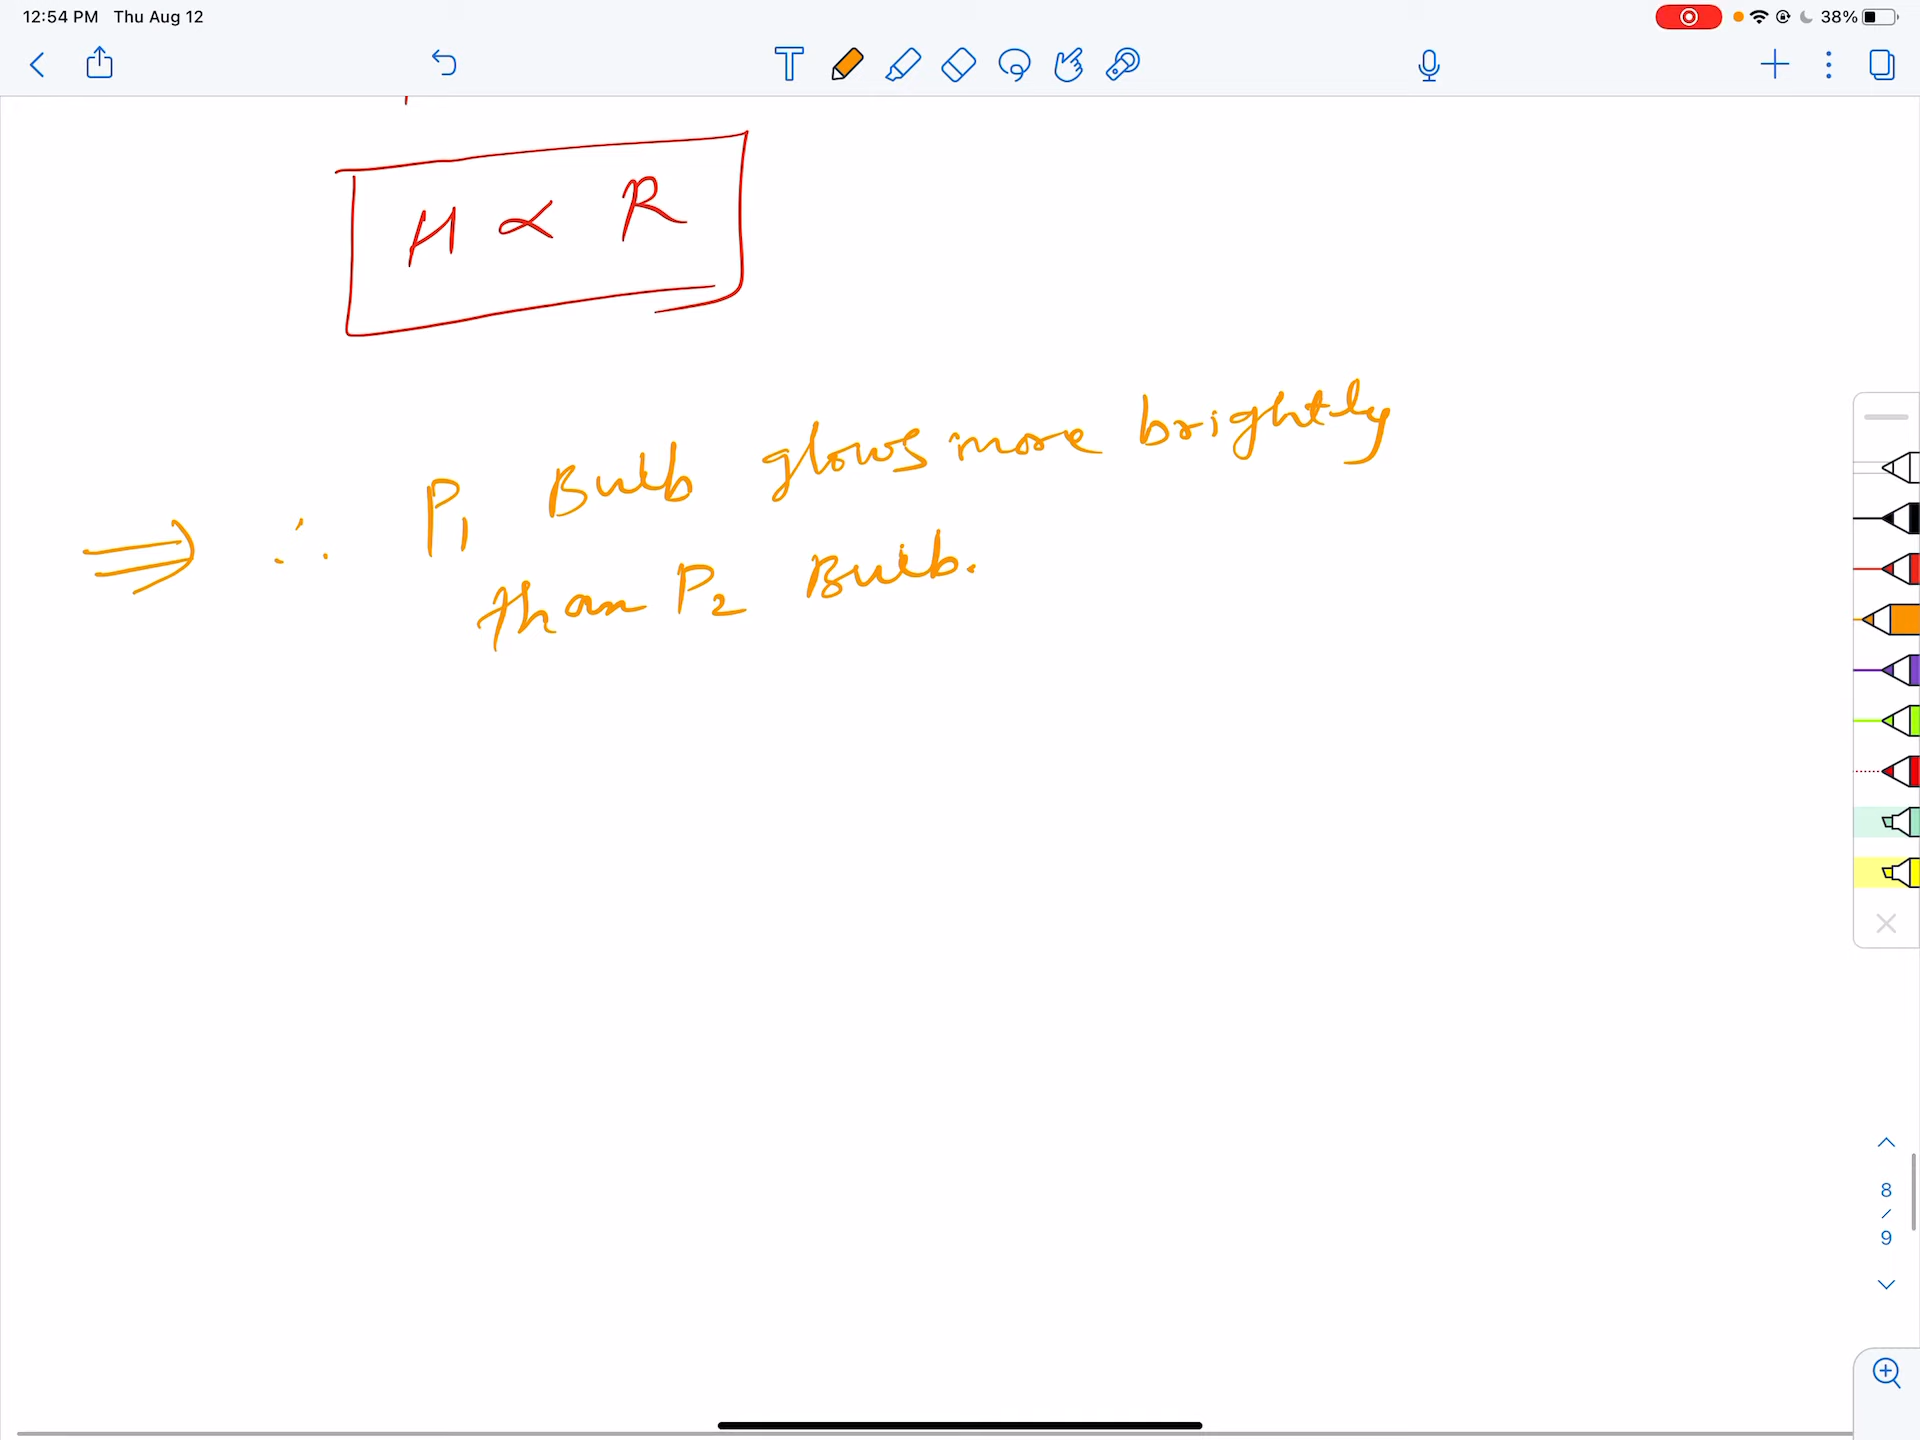 12:54 PM Thu Aug 12
38%
H ∝ R
⇒ ∴ P₁ Bulb glows more brightly
than P₂ Bulb.
8
/
9